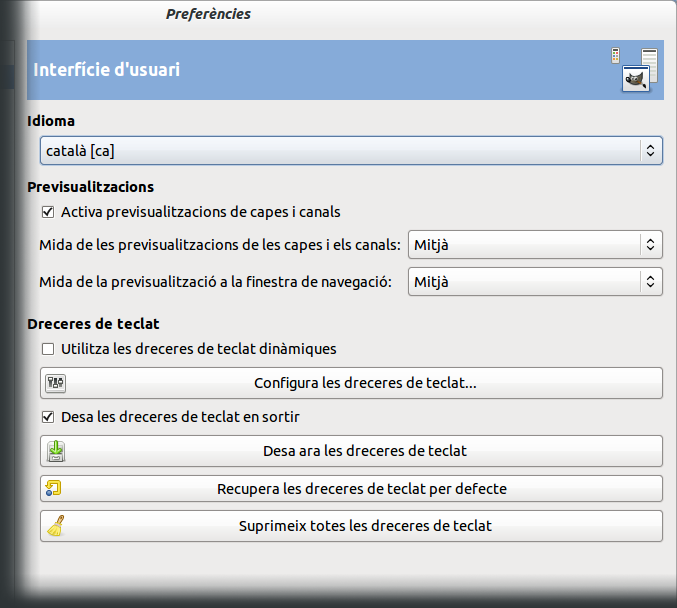 Preferències
Interfície d'usuari
Idioma
català [ca]
Previsualitzacions
Activa previsualitzacions de capes i canals
Mida de les previsualitzacions de les capes i els canals: Mitjà
Mida de la previsualització a la finestra de navegació: Mitjà
Dreceres de teclat
Utilitza les dreceres de teclat dinàmiques
Configura les dreceres de teclat...
Desa les dreceres de teclat en sortir
Desa ara les dreceres de teclat
Recupera les dreceres de teclat per defecte
Suprimeix totes les dreceres de teclat